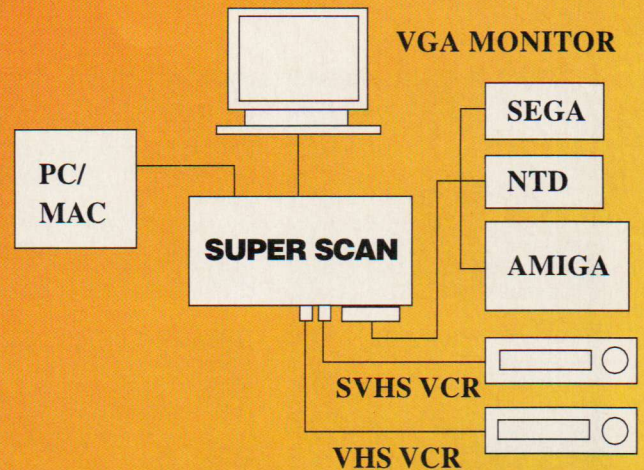 VGA MONITOR
SEGA
PC/
MAC
NTD
SUPER SCAN
AMIGA
SVHS VCR
VHS VCR